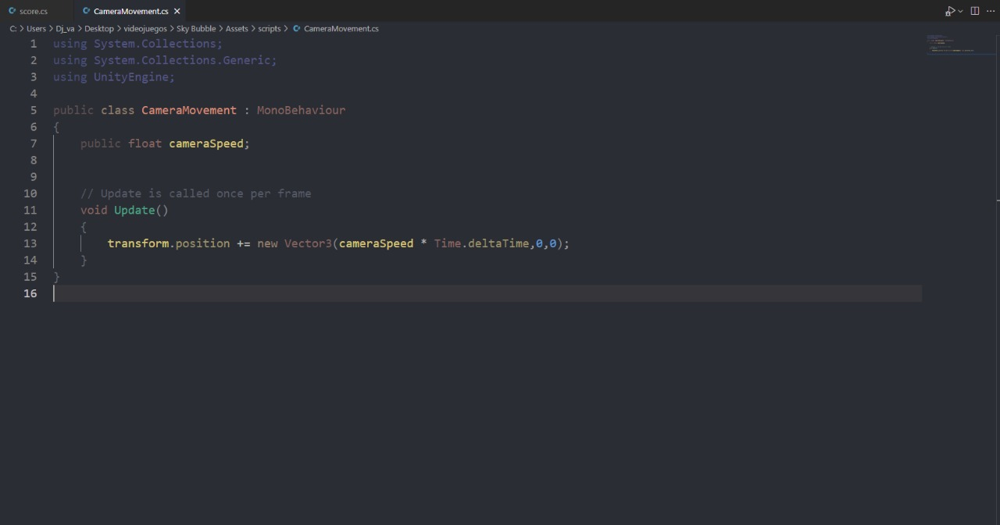 score.cs CameraMovement.cs
C: > Users > Dj_va > Desktop > videojuegos > Sky Bubble > Assets > scripts > CameraMovement.cs
1 using System.Collections;
2 using System.Collections.Generic;
3 using UnityEngine;
4
5 public class CameraMovement : MonoBehaviour
6 {
7     public float cameraSpeed;
8
9
10     // Update is called once per frame
11     void Update()
12     {
13         transform.position += new Vector3(cameraSpeed * Time.deltaTime,0,0);
14     }
15 }
16